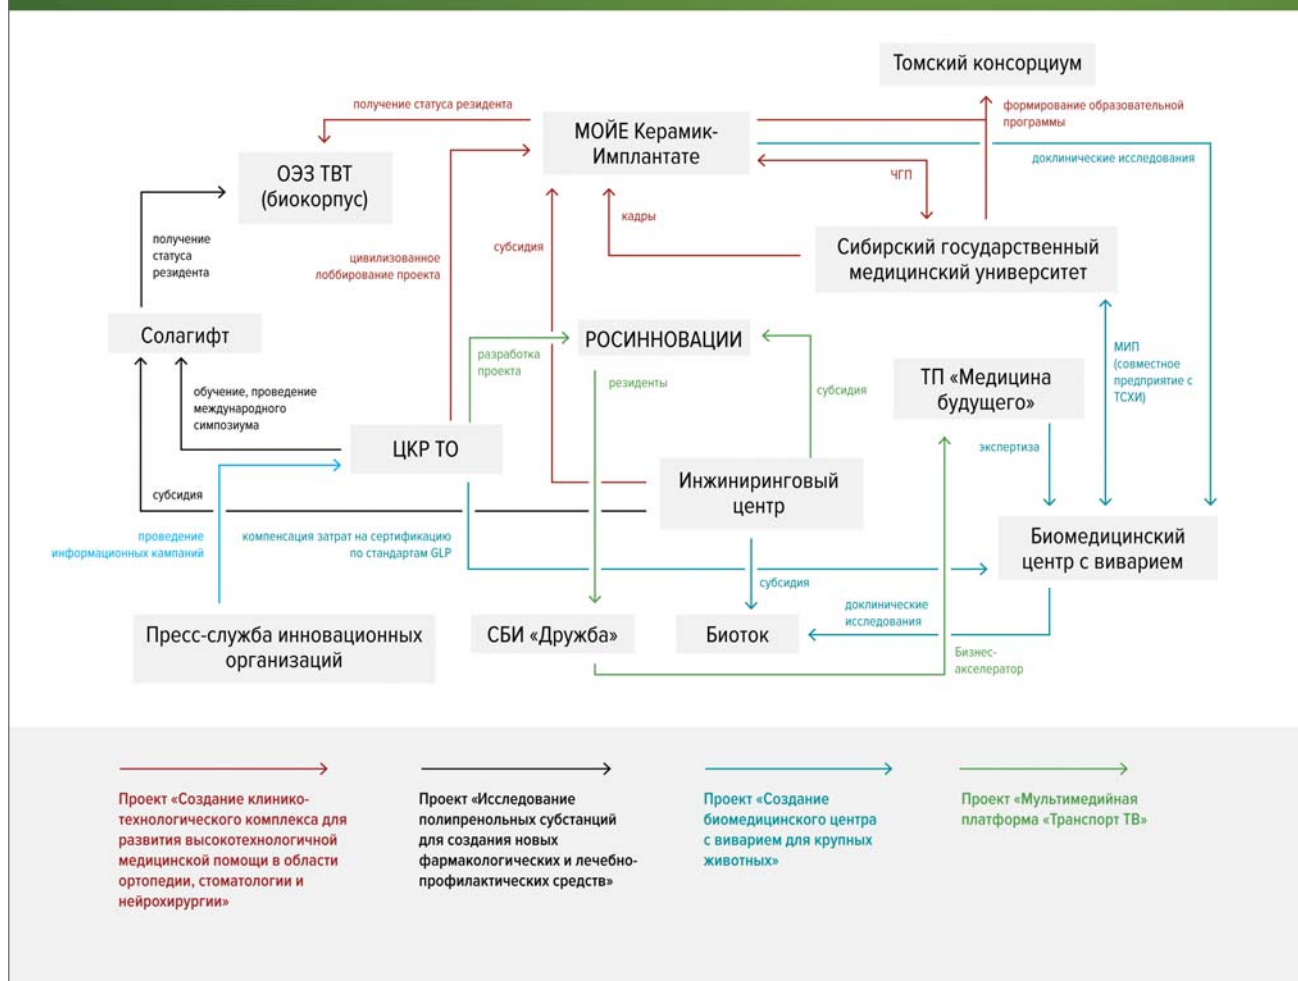 Томский консорциум
получение статуса резидента
МОЙЕ Керамик-
Имплантате
формирование образовательной
программы
доклинические исследования
ОЭЗ ТВТ
(биокорпус)
ЧГП
кадры
получение
статуса
резидента
цивилизованное
лоббирование проекта
субсидия
Сибирский государственный
медицинский университет
Солагифт
РОСИННОВАЦИИ
разработка
проекта
резиденты
субсидия
ТП «Медицина
будущего»
МИП
(совместное
предприятие с
ТСХИ)
обучение, проведение
международного
симпозиума
ЦКР ТО
экспертиза
Инжиниринговый
центр
субсидия
проведение
информационных кампаний
компенсация затрат на сертификацию
по стандартам GLP
Биомедицинский
центр с виварием
субсидия
доклинические
исследования
Пресс-служба инновационных
организаций
СБИ «Дружба»
Биоток
Бизнес-
акселератор
Проект «Создание клинико-
технологического комплекса для
развития высокотехнологичной
медицинской помощи в области
ортопедии, стоматологии и
нейрохирургии»
Проект «Исследование
полипренольных субстанций
для создания новых
фармакологических и лечебно-
профилактических средств»
Проект «Создание
биомедицинского центра
с виварием для крупных
животных»
Проект «Мультимедийная
платформа «Транспорт ТВ»